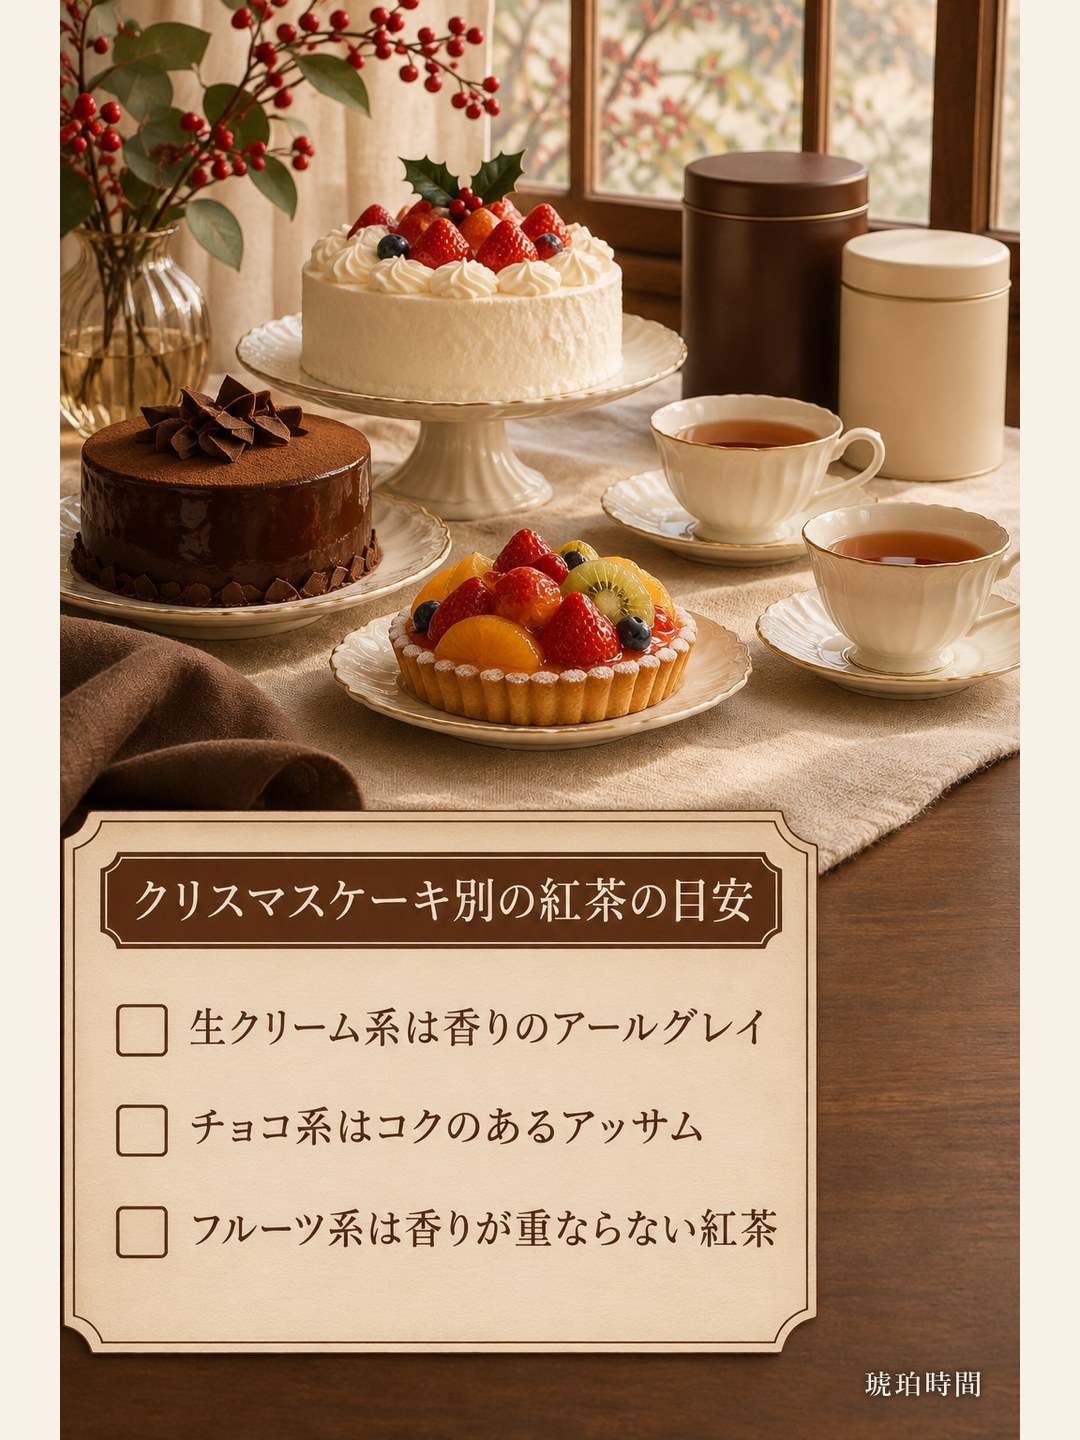 クリスマスケーキ別の紅茶の目安
生クリーム系は香りのアールグレイ
チョコ系はコクのあるアッサム
フルーツ系は香りが重ならない紅茶
琥珀時間